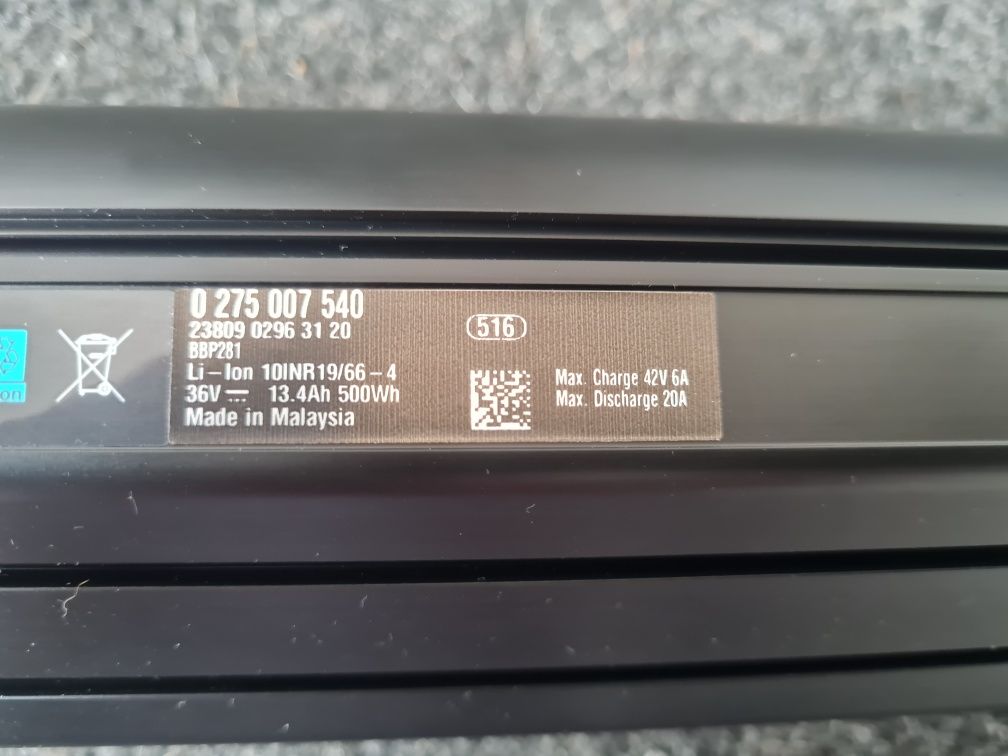 0 275 007 540
23809 0296 31 20
BBP281
Li-Ion 10INR19/66-4
36V 13.4Ah 500Wh
Made in Malaysia
516
Max. Charge 42V 6A
Max. Discharge 20A